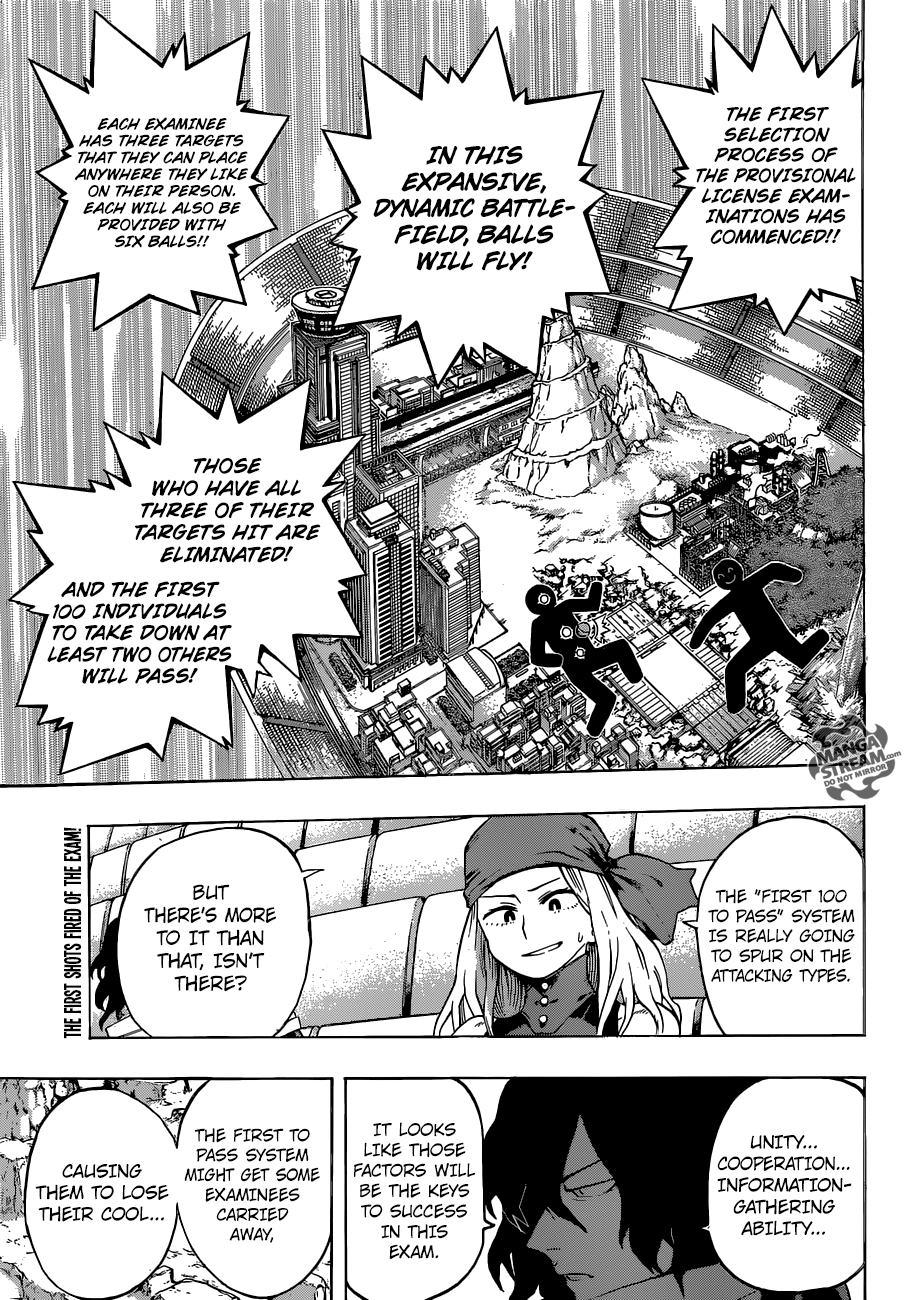 THE FIRST
SELECTION
PROCESS OF
THE PROVISIONAL
LICENSE EXAM-
INATIONS HAS
COMMENCED!!
IN THIS
EXPANSIVE,
DYNAMIC BATTLE-
FIELD, BALLS
WILL FLY!
EACH EXAMINEE
HAS THREE TARGETS
THAT THEY CAN PLACE
ANYWHERE THEY LIKE
ON THEIR PERSON.
EACH WILL ALSO BE
PROVIDED WITH
SIX BALLS!!
THOSE
WHO HAVE ALL
THREE OF THEIR
TARGETS HIT ARE
ELIMINATED!
AND THE FIRST
100 INDIVIDUALS
TO TAKE DOWN AT
LEAST TWO OTHERS
WILL PASS!
MANGA
STREAM.com
DO NOT MIRROR
THE FIRST SHOTS FIRED OF THE EXAM!
THE "FIRST 100
TO PASS" SYSTEM
IS REALLY GOING
TO SPUR ON THE
ATTACKING TYPES.
BUT
THERE'S MORE
TO IT THAN
THAT, ISN'T
THERE?
UNITY...
COOPERATION...
INFORMATION-
GATHERING
ABILITY...
IT LOOKS
LIKE THOSE
FACTORS WILL
BE THE KEYS
TO SUCCESS
IN THIS
EXAM.
THE FIRST TO
PASS SYSTEM
MIGHT GET SOME
EXAMINEES
CARRIED
AWAY,
CAUSING
THEM TO LOSE
THEIR COOL...